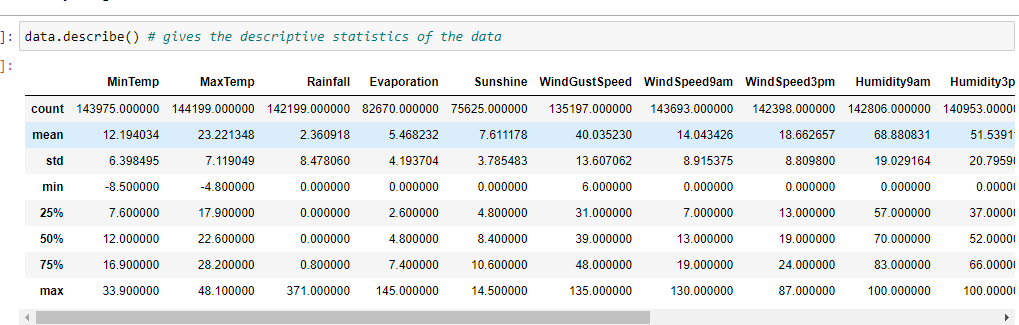 ]: data.describe() # gives the descriptive statistics of the data
]:
MinTemp MaxTemp Rainfall Evaporation Sunshine WindGustSpeed WindSpeed9am WindSpeed3pm Humidity9am Humidity3p
count 143975.000000 144199.000000 142199.000000 82670.000000 75625.000000 135197.000000 143693.000000 142398.000000 142806.000000 140953.0000
mean 12.194034 23.221348 2.360918 5.468232 7.611178 40.035230 14.043426 18.662657 68.880831 51.5391
std 6.398495 7.119049 8.478060 4.193704 3.785483 13.607062 8.915375 8.809800 19.029164 20.7959
min -8.500000 -4.800000 0.000000 0.000000 0.000000 6.000000 0.000000 0.000000 0.000000 0.0000
25% 7.600000 17.900000 0.000000 2.600000 4.800000 31.000000 7.000000 13.000000 57.000000 37.0000
50% 12.000000 22.600000 0.000000 4.800000 8.400000 39.000000 13.000000 19.000000 70.000000 52.0000
75% 16.900000 28.200000 0.800000 7.400000 10.600000 48.000000 19.000000 24.000000 83.000000 66.0000
max 33.900000 48.100000 371.000000 145.000000 14.500000 135.000000 130.000000 87.000000 100.000000 100.0000